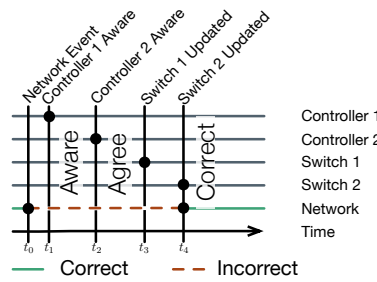 Network Event
Controller 1 Aware
Controller 2 Aware
Switch 1 Updated
Switch 2 Updated
Aware
Agree
Correct
Controller 1
Controller 2
Switch 1
Switch 2
Network
Time
t0 t1 t2 t3 t4
Correct Incorrect